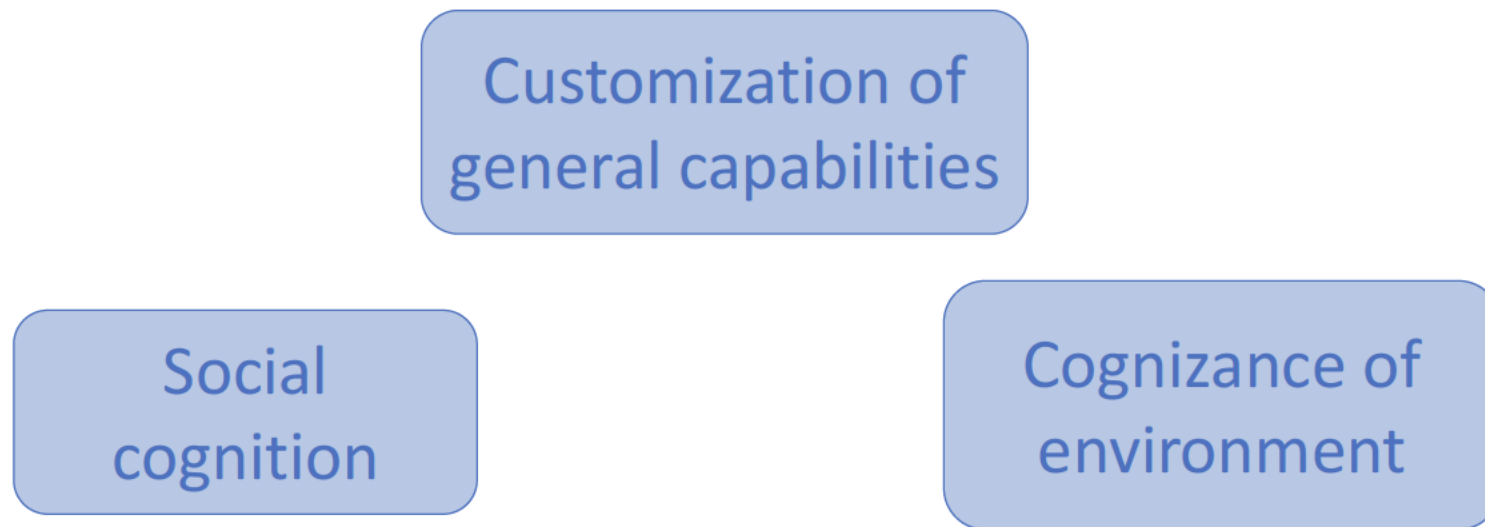 Customization of
general capabilities
Social
cognition
Cognizance of
environment